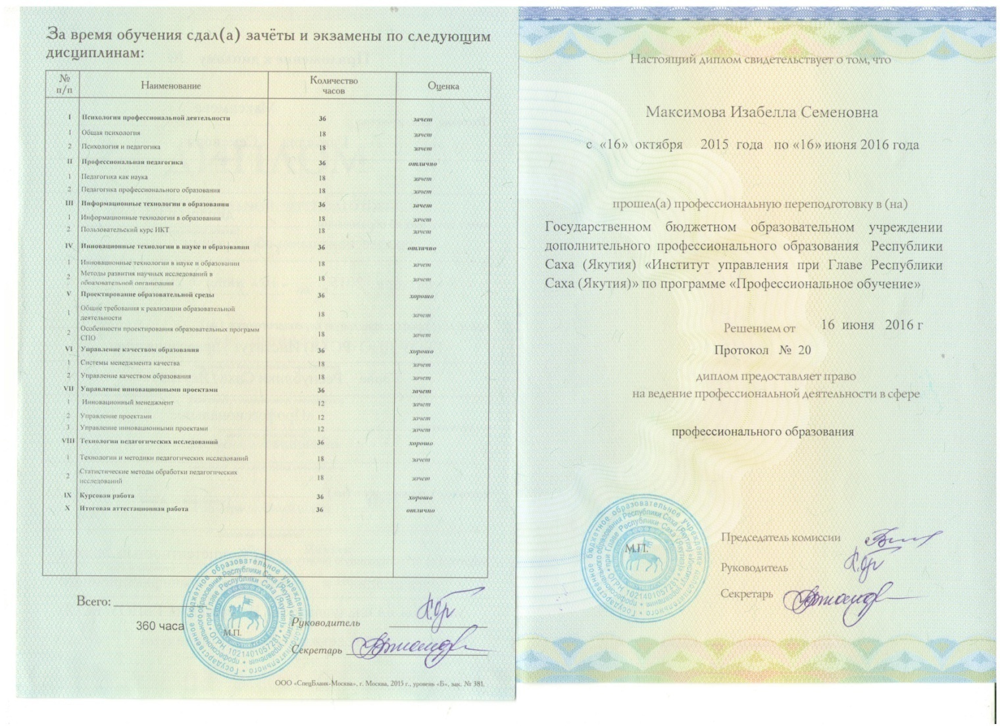 За время обучения сдал(а) зачёты и экзамены по следующим
дисциплинам:
№ п/п Наименование Количество часов Оценка
I Психология профессиональной деятельности 36 зачет
1 Общая психология 18 зачет
2 Психология и педагогика 18 зачет
II Профессиональная педагогика 36 отлично
1 Педагогика как наука 18 зачет
2 Педагогика профессионального образования 18 зачет
III Информационные технологии в образовании 36 зачет
1 Информационные технологии в образовании 18 зачет
2 Пользовательский курс ИКТ 18 зачет
IV Инновационные технологии в науке и образовании 36 отлично
1 Инновационные технологии в науке и образовании 18 зачет
2 Методы развития научных исследований в
образовательной организации 18 зачет
V Проектирование образовательной среды 36 хорошо
1 Общие требования к реализации образовательной
деятельности 18 зачет
2 Особенности проектирования образовательных программ
СПО 18 зачет
VI Управление качеством образования 36 хорошо
1 Системы менеджмента качества 18 зачет
2 Управление качеством образования 18 зачет
VII Управление инновационными проектами 36 зачет
1 Инновационный менеджмент 12 зачет
2 Управление проектами 12 зачет
3 Управление инновационными проектами 12 зачет
VIII Технологии педагогических исследований 36 хорошо
1 Технологии и методики педагогических исследований 18 зачет
2 Статистические методы обработки педагогических
исследований 18 зачет
IX Курсовая работа 36 хорошо
X Итоговая аттестационная работа 36 отлично
Всего:
360 часа
М.П.
Руководитель
Секретарь
ООО «СпецБланк-Москва», г. Москва, 2015 г., уровень «Б», зак. № 381.
Настоящий диплом свидетельствует о том, что
Максимова Изабелла Семеновна
с «16» октября 2015 года по «16» июня 2016 года
прошел(а) профессиональную переподготовку в (на)
Государственном бюджетном образовательном учреждении
дополнительного профессионального образования Республики
Саха (Якутия) «Институт управления при Главе Республики
Саха (Якутия)» по программе «Профессиональное обучение»
Решением от 16 июня 2016 г
Протокол № 20
диплом предоставляет право
на ведение профессиональной деятельности в сфере
профессионального образования
М.П.
Председатель комиссии
Руководитель
Секретарь